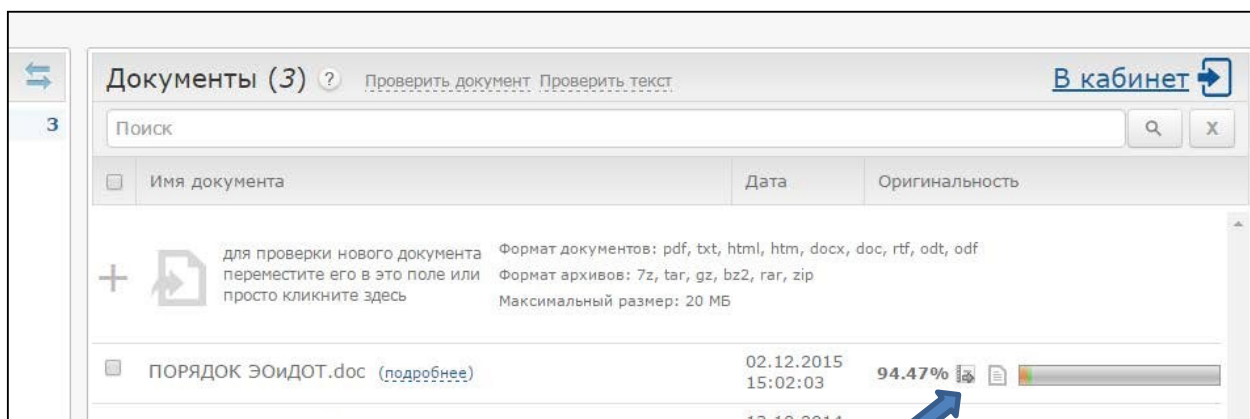 Документы (3) ? Проверить документ Проверить текст В кабинет
3
Поиск X
Имя документа Дата Оригинальность
для проверки нового документа
переместите его в это поле или
просто кликните здесь
Формат документов: pdf, txt, html, htm, docx, doc, rtf, odt, odf
Формат архивов: 7z, tar, gz, bz2, rar, zip
Максимальный размер: 20 МБ
ПОРЯДОК ЭОиДОТ.doc (подробнее)
02.12.2015
15:02:03
94.47%